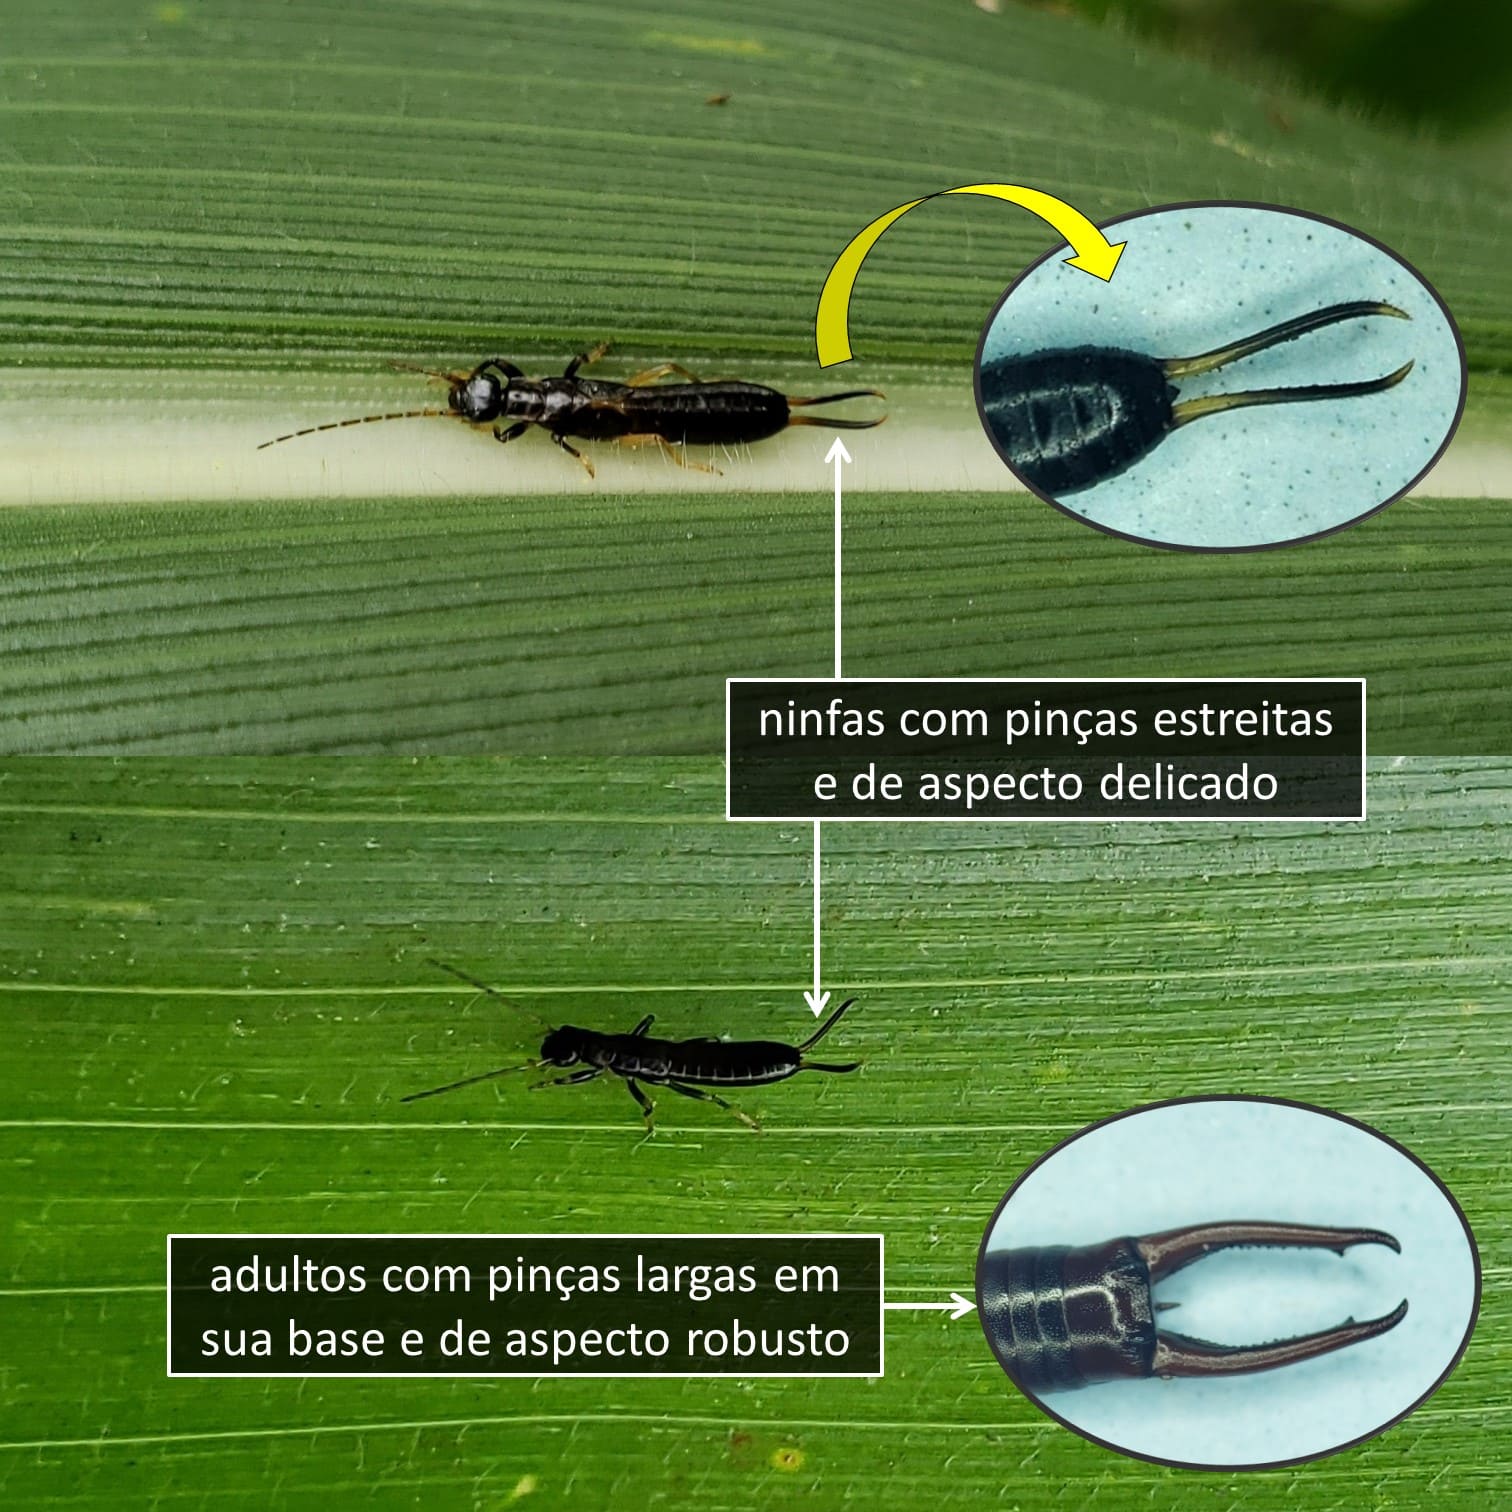 ninfas com pinças estreitas
e de aspecto delicado
adultos com pinças largas em
sua base e de aspecto robusto